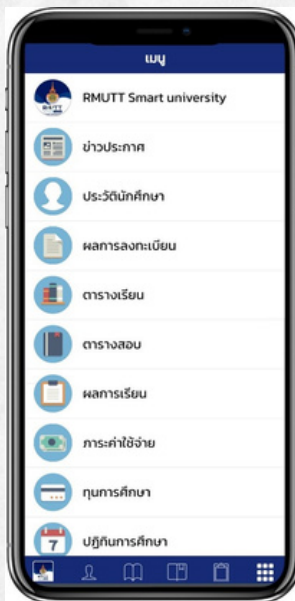 เมนู
RMUTT Smart university
ข่าวประกาศ
ประวัตินักศึกษา
ผลการลงทะเบียน
ตารางเรียน
ตารางสอบ
ผลการเรียน
ภาระค่าใช้จ่าย
ทุนการศึกษา
ปฏิทินการศึกษา
7